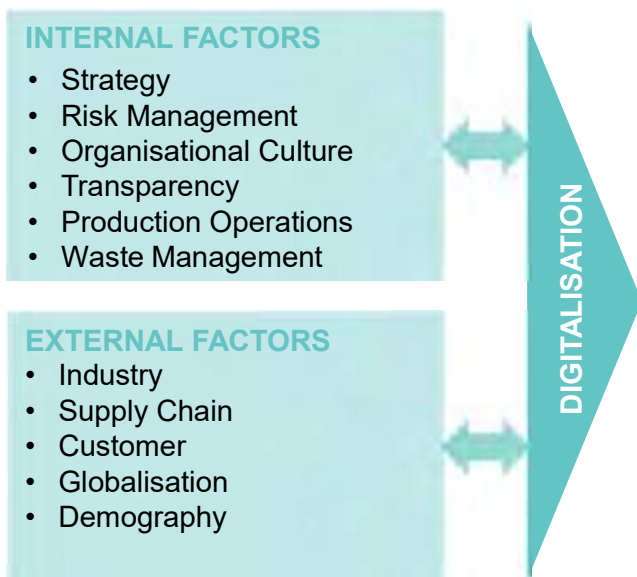 INTERNAL FACTORS
• Strategy
• Risk Management
• Organisational Culture
• Transparency
• Production Operations
• Waste Management
EXTERNAL FACTORS
• Industry
• Supply Chain
• Customer
• Globalisation
• Demography
DIGITALISATION